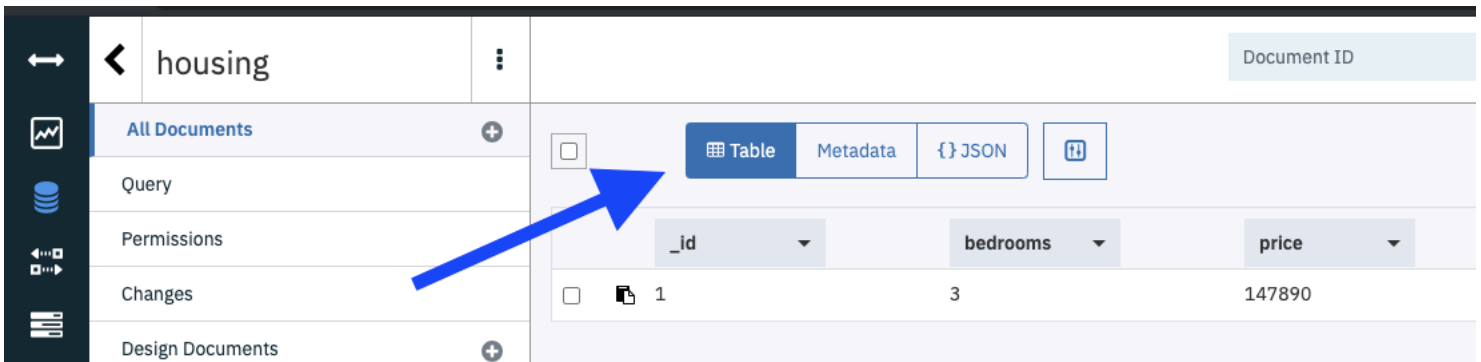 housing
Document ID
All Documents
Query
Permissions
Changes
Design Documents
Table Metadata {} JSON
_id bedrooms price
1 3 147890